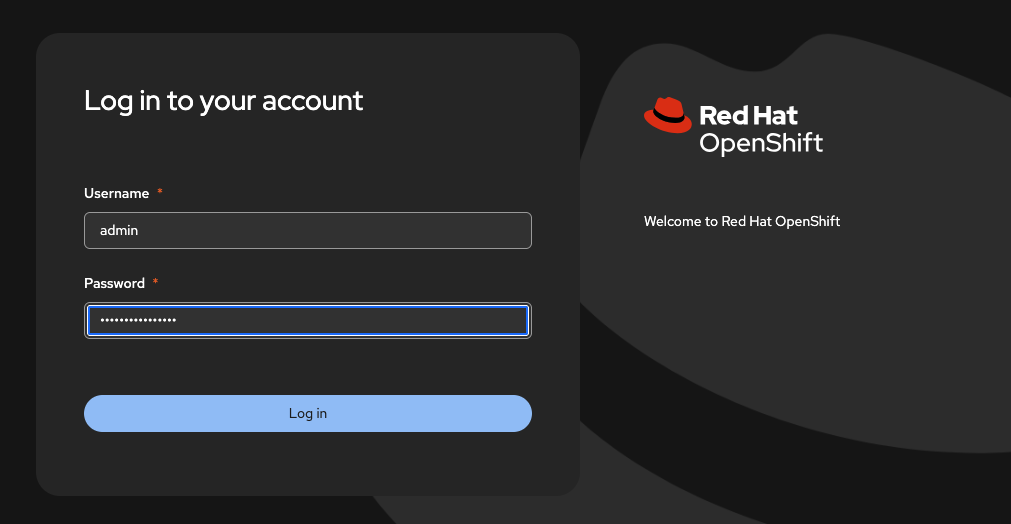 Log in to your account
Username *
admin
Password *
••••••••••••••••
Log in
Red Hat
OpenShift
Welcome to Red Hat OpenShift